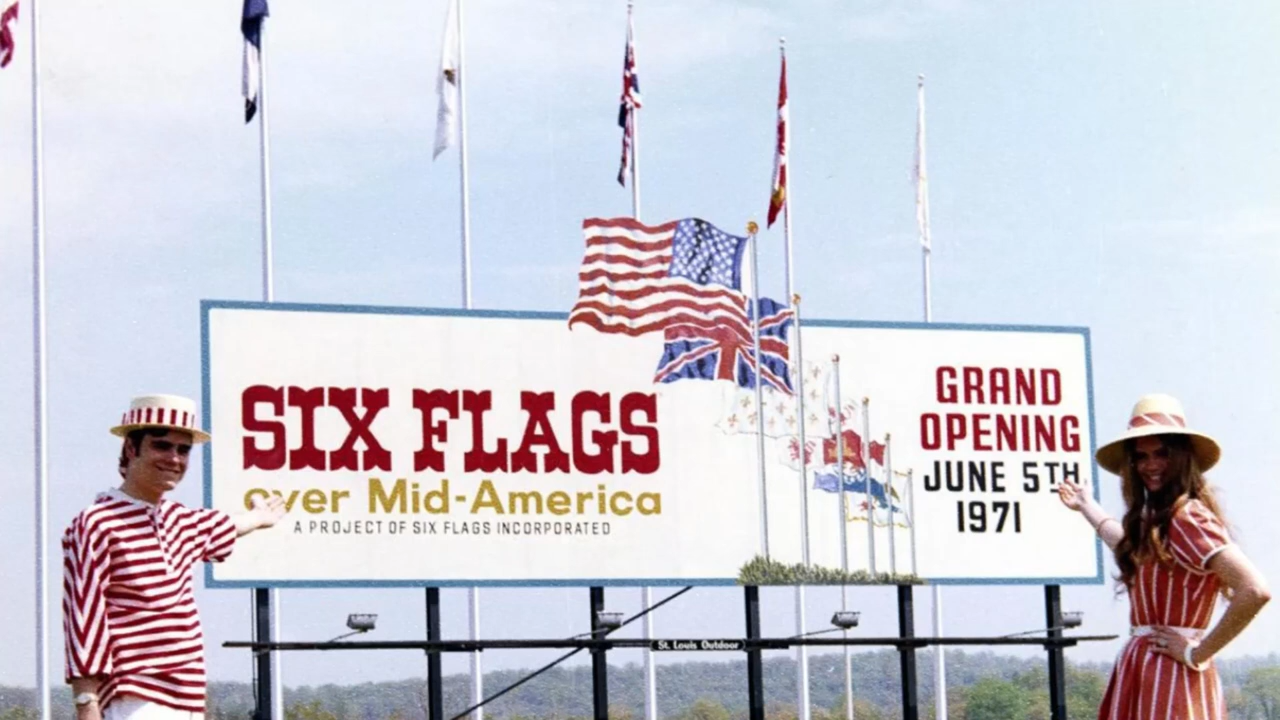 SIX FLAGS
over Mid-America
A PROJECT OF SIX FLAGS INCORPORATED
GRAND
OPENING
JUNE 5TH
1971
St. Louis Outdoor